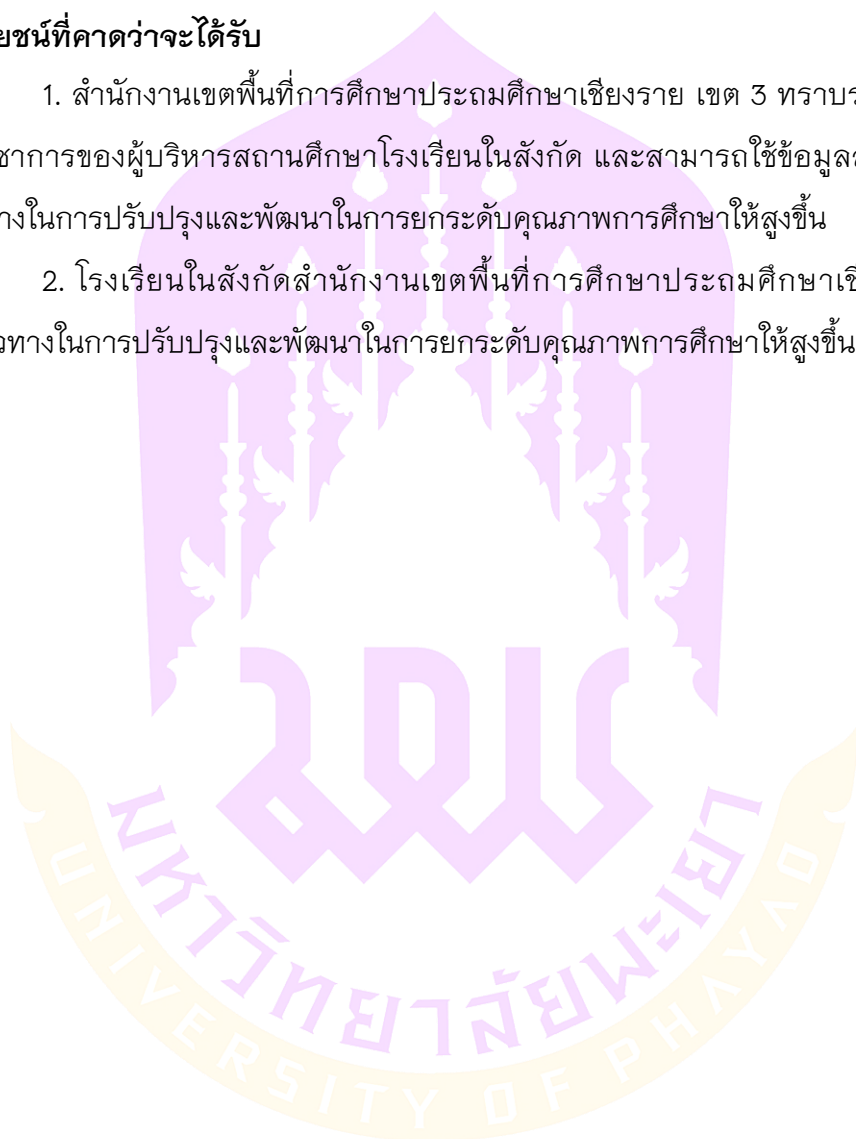 ยชน์ที่คาดว่าจะได้รับ
1. สำนักงานเขตพื้นที่การศึกษาประถมศึกษาเชียงราย เขต 3 ทราบร
ชาการของผู้บริหารสถานศึกษาโรงเรียนในสังกัด และสามารถใช้ข้อมูล
างในการปรับปรุงและพัฒนาในการยกระดับคุณภาพการศึกษาให้สูงขึ้น
2. โรงเรียนในสังกัดสำนักงานเขตพื้นที่การศึกษาประถมศึกษาเชี
วทางในการปรับปรุงและพัฒนาในการยกระดับคุณภาพการศึกษาให้สูงขึ้น
มหาวิทยาลัยพะเยา
UNIVERSITY OF PHAYAO